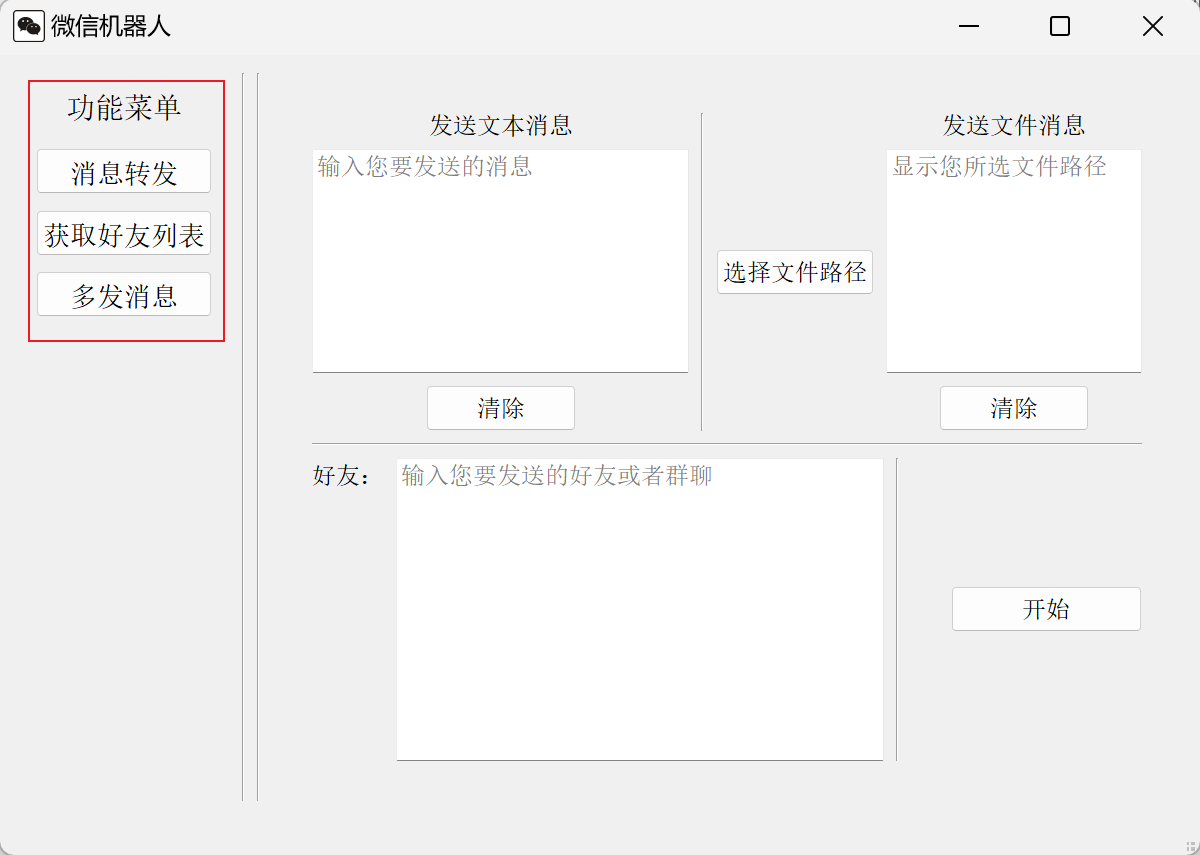 微信机器人
功能菜单
消息转发
获取好友列表
多发消息
发送文本消息
输入您要发送的消息
清除
选择文件路径
发送文件消息
显示您所选文件路径
清除
好友：
输入您要发送的好友或者群聊
开始